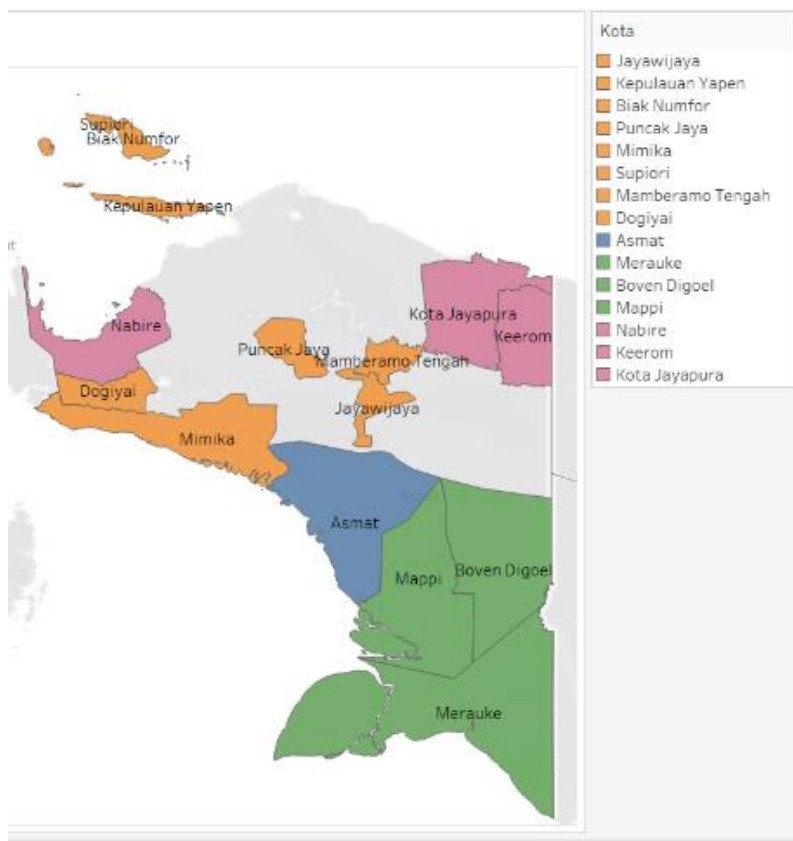 Kota
Jayawijaya
Kepulauan Yapen
Biak Numfor
Puncak Jaya
Mimika
Supiori
Mamberamo Tengah
Dogiyai
Asmat
Merauke
Boven Digoel
Mappi
Nabire
Keerom
Kota Jayapura
Supiori
Biak Numfor
Kepulauan Yapen
Nabire
Kota Jayapura
Keerom
Puncak Jaya
Mamberamo Tengah
Dogiyai
Jayawijaya
Mimika
Asmat
Mappi
Boven Digoel
Merauke